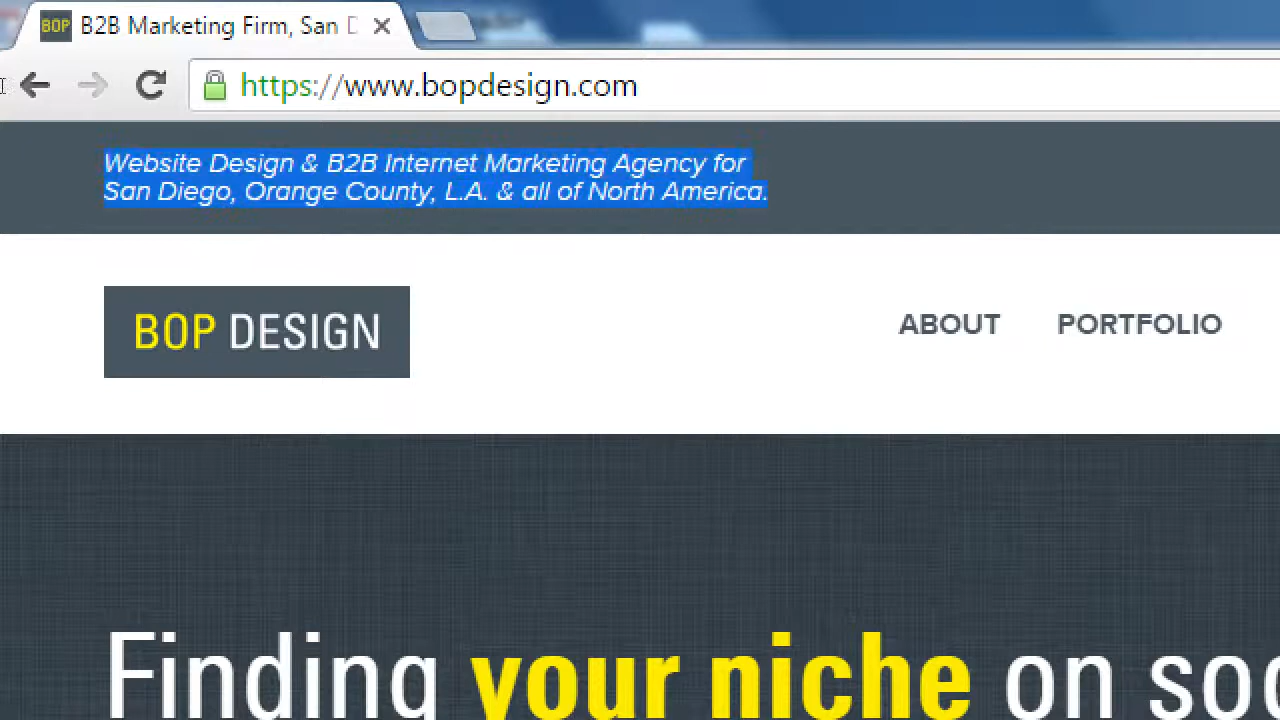 BOP B2B Marketing Firm, San
https://www.bopdesign.com
Website Design & B2B Internet Marketing Agency for
San Diego, Orange County, L.A. & all of North America.
BOP DESIGN
ABOUT PORTFOLIO
Finding your niche on